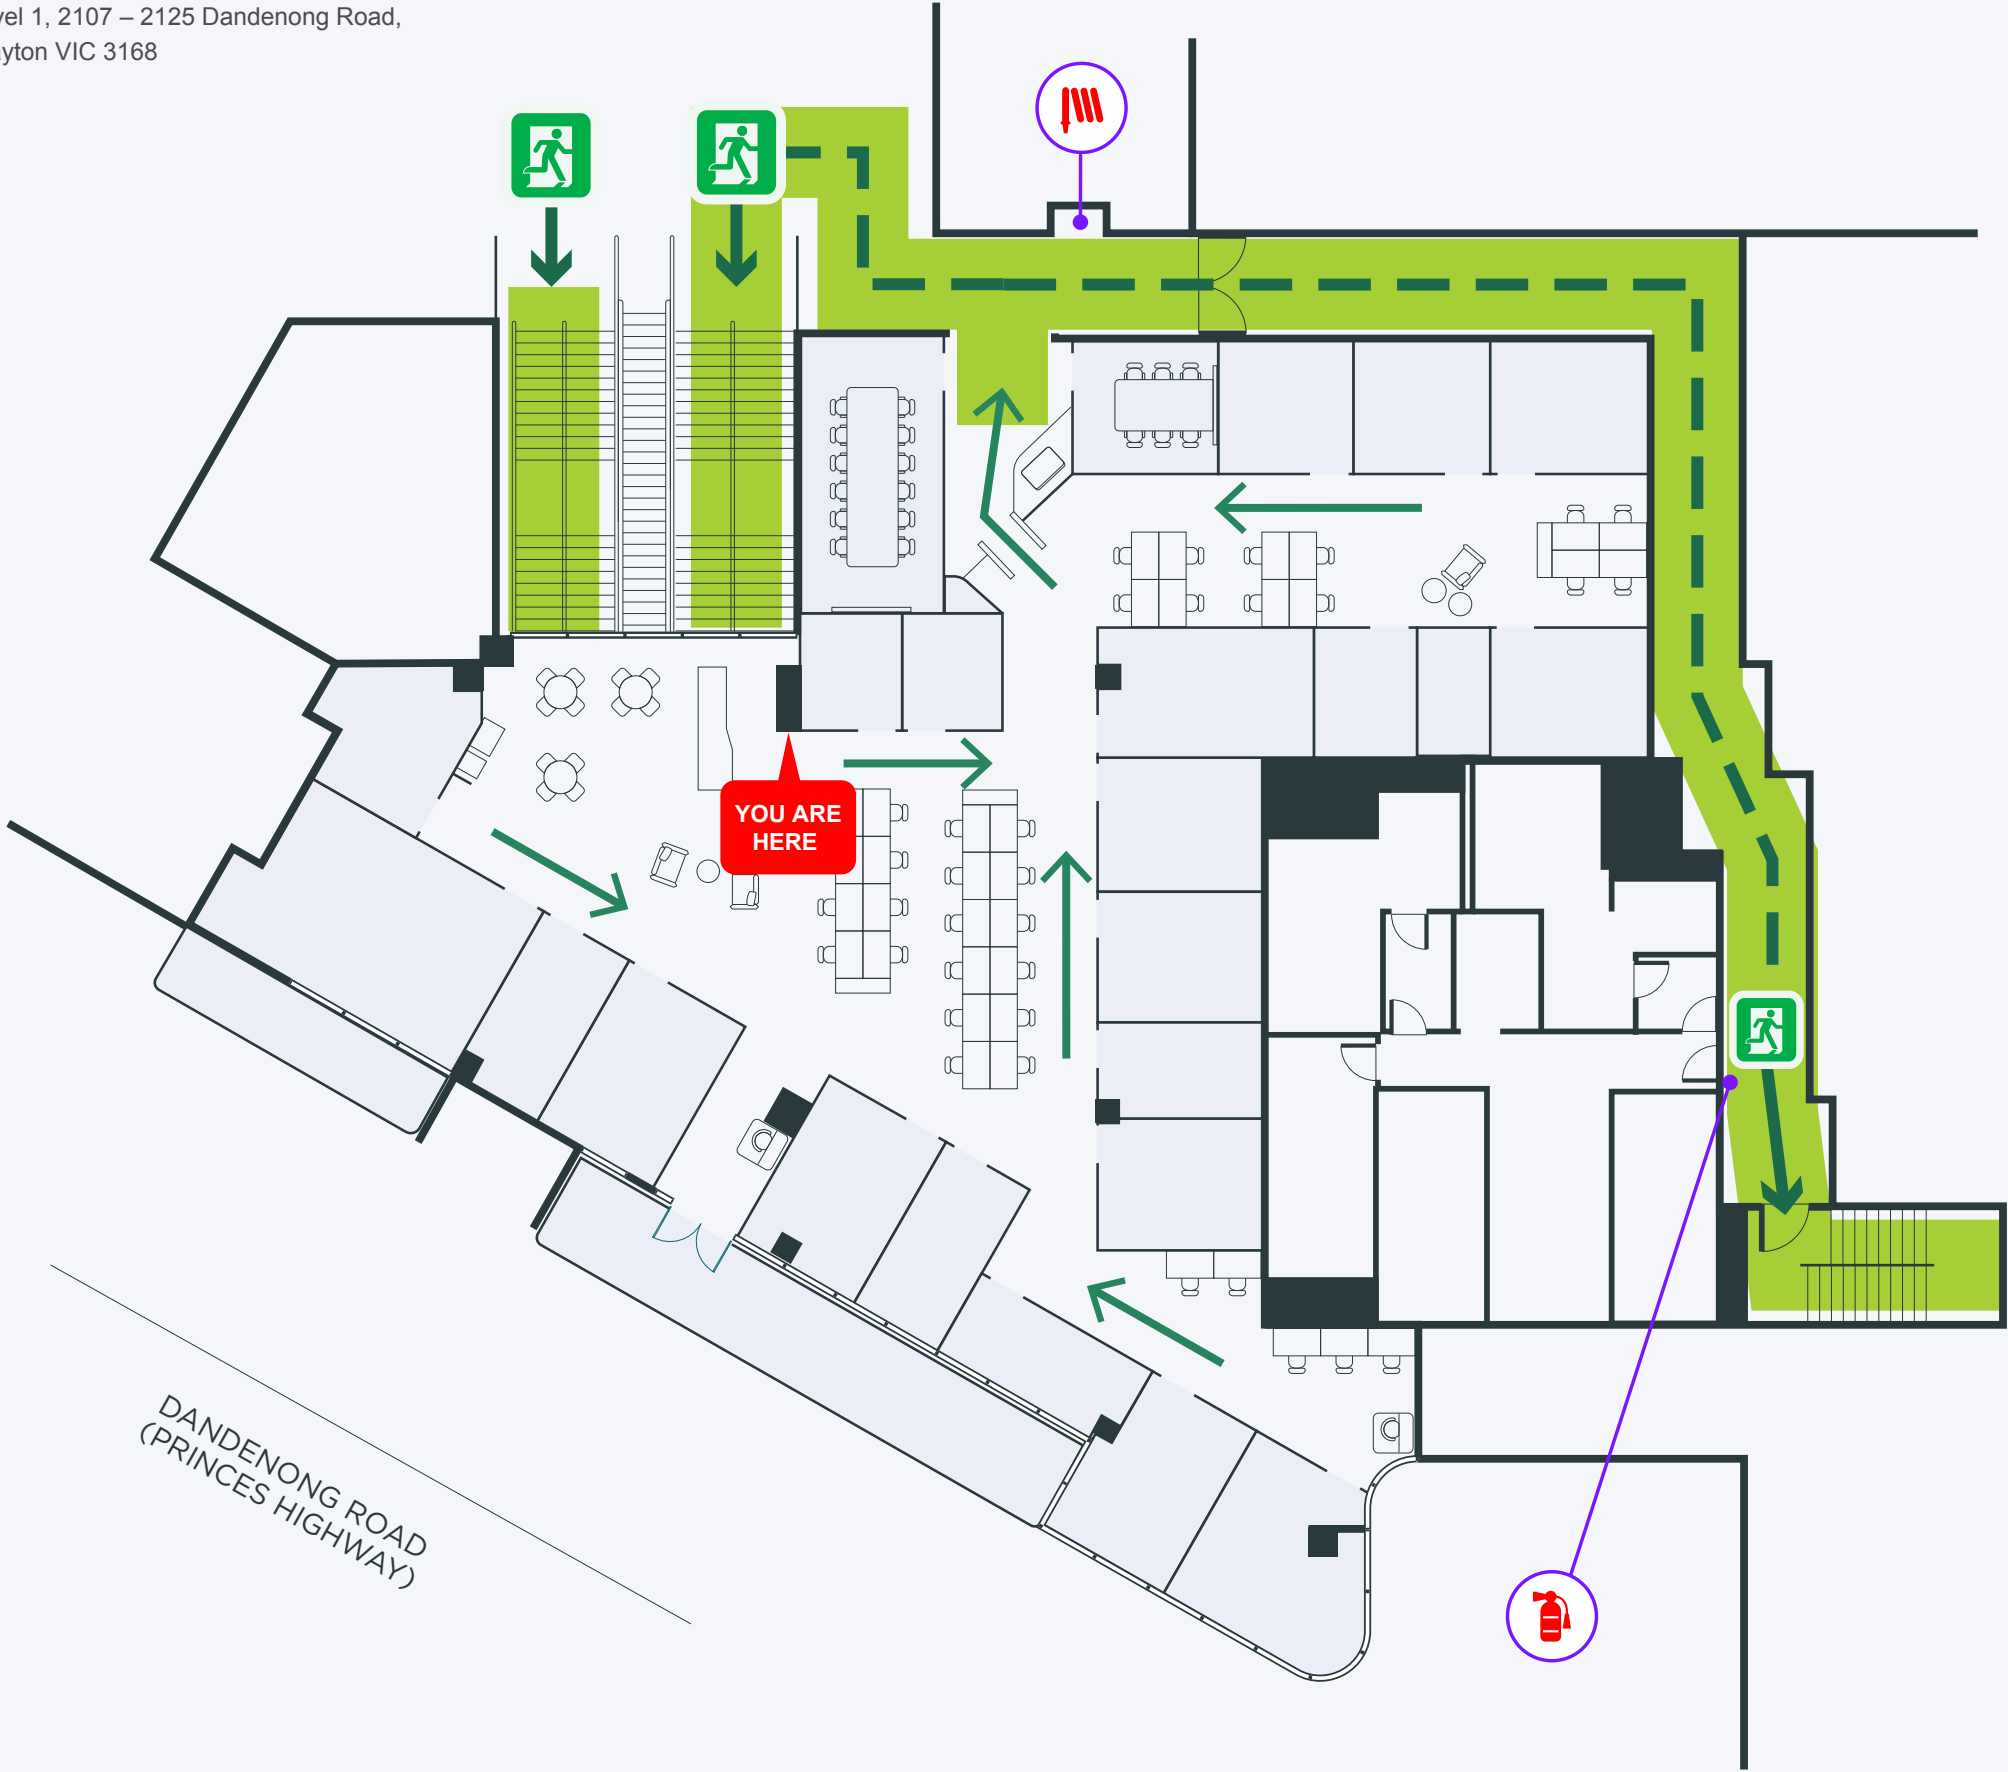 vel 1, 2107 – 2125 Dandenong Road,
yton VIC 3168
YOU ARE
HERE
DANDENONG ROAD
(PRINCES HIGHWAY)